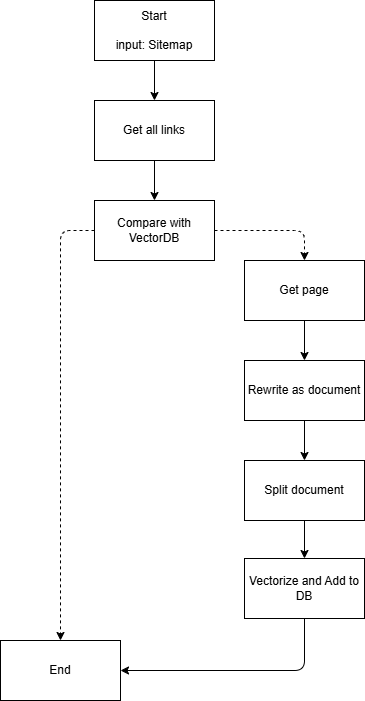 Start
input: Sitemap
Get all links
Compare with
VectorDB
Get page
Rewrite as document
Split document
Vectorize and Add to
DB
End